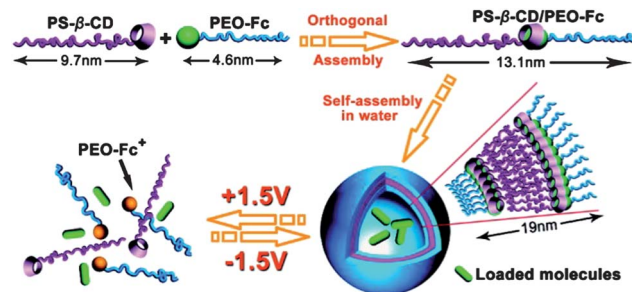 PS-β-CD
+
PEO-Fc
9.7nm
4.6nm
Orthogonal
Assembly
PS-β-CD/PEO-Fc
13.1nm
Self-assembly
in water
PEO-Fc⁺
+1.5V
-1.5V
19nm
Loaded molecules